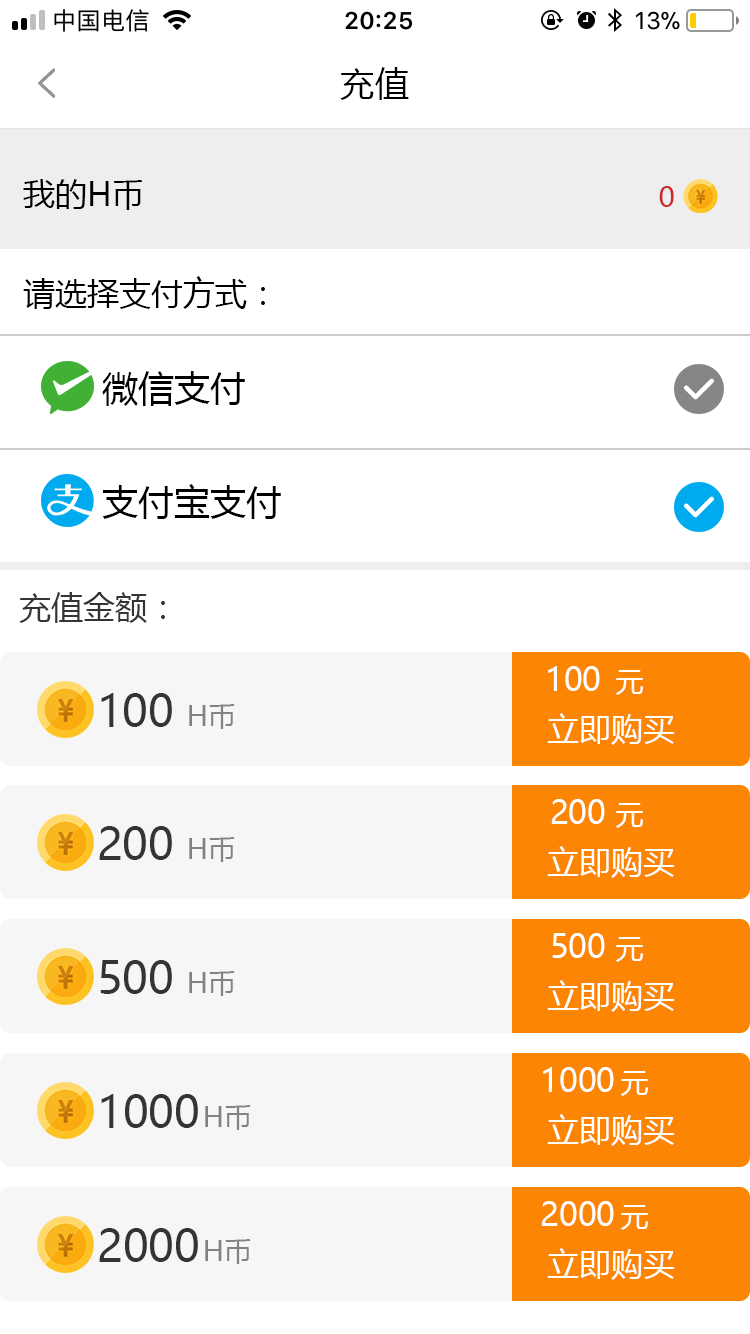 中国电信 20:25 13%
充值
我的H币 0
请选择支付方式：
微信支付
支付宝支付
充值金额：
100 H币 100 元
立即购买
200 H币 200 元
立即购买
500 H币 500 元
立即购买
1000 H币 1000 元
立即购买
2000 H币 2000 元
立即购买